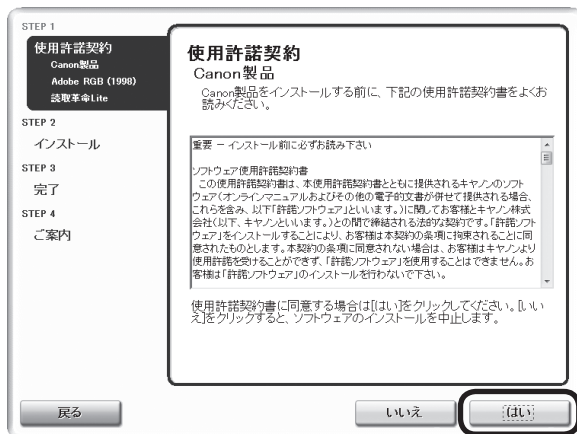 STEP 1
使用許諾契約
Canon製品
Adobe RGB (1998)
読取革命Lite
STEP 2
インストール
STEP 3
完了
STEP 4
ご案内
使用許諾契約
Canon製品
Canon製品をインストールする前に、下記の使用許諾契約書をよくお
読みください。
重要 － インストール前に必ずお読み下さい
ソフトウェア使用許諾契約書
この使用許諾契約書は、本使用許諾契約書とともに提供されるキヤノンのソフト
ウェア(オンラインマニュアルおよびその他の電子的文書が併せて提供される場合、
これらを含み、以下「許諾ソフトウェア」といいます。)に関してお客様とキヤノン株式
会社(以下、キヤノンといいます。)との間で締結される法的な契約です。「許諾ソフト
ウェア」をインストールすることにより、お客様は本契約の条項に拘束されることに同
意されたものとします。本契約の条項に同意されない場合は、お客様はキヤノンより
使用許諾を受けることができず、「許諾ソフトウェア」を使用することはできません。お
客様は「許諾ソフトウェア」のインストールを行わないで下さい。
使用許諾契約書に同意する場合は[はい]をクリックしてください。[いい
え]をクリックすると、ソフトウェアのインストールを中止します。
戻る
いいえ
はい